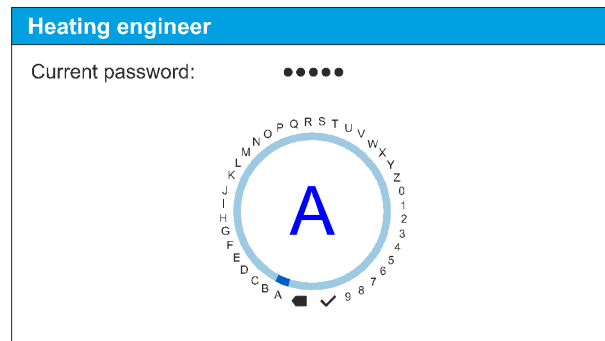 Heating engineer
Current password: •••••
A B C D E F G H I J K L M N O P Q R S T U V W X Y Z 0 1 2 3 4 5 6 7 8 9
A